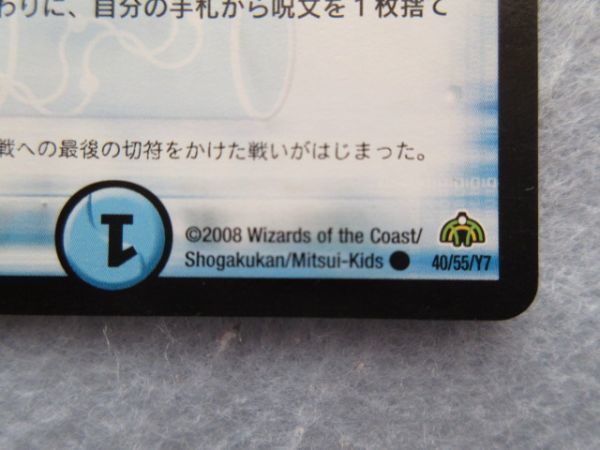 わりに、自分の手札から呪文を1枚捨て
戦への最後の切符をかけた戦いがはじまった。
1
©2008 Wizards of the Coast/
Shogakukan/Mitsui-Kids ●
40/55/Y7